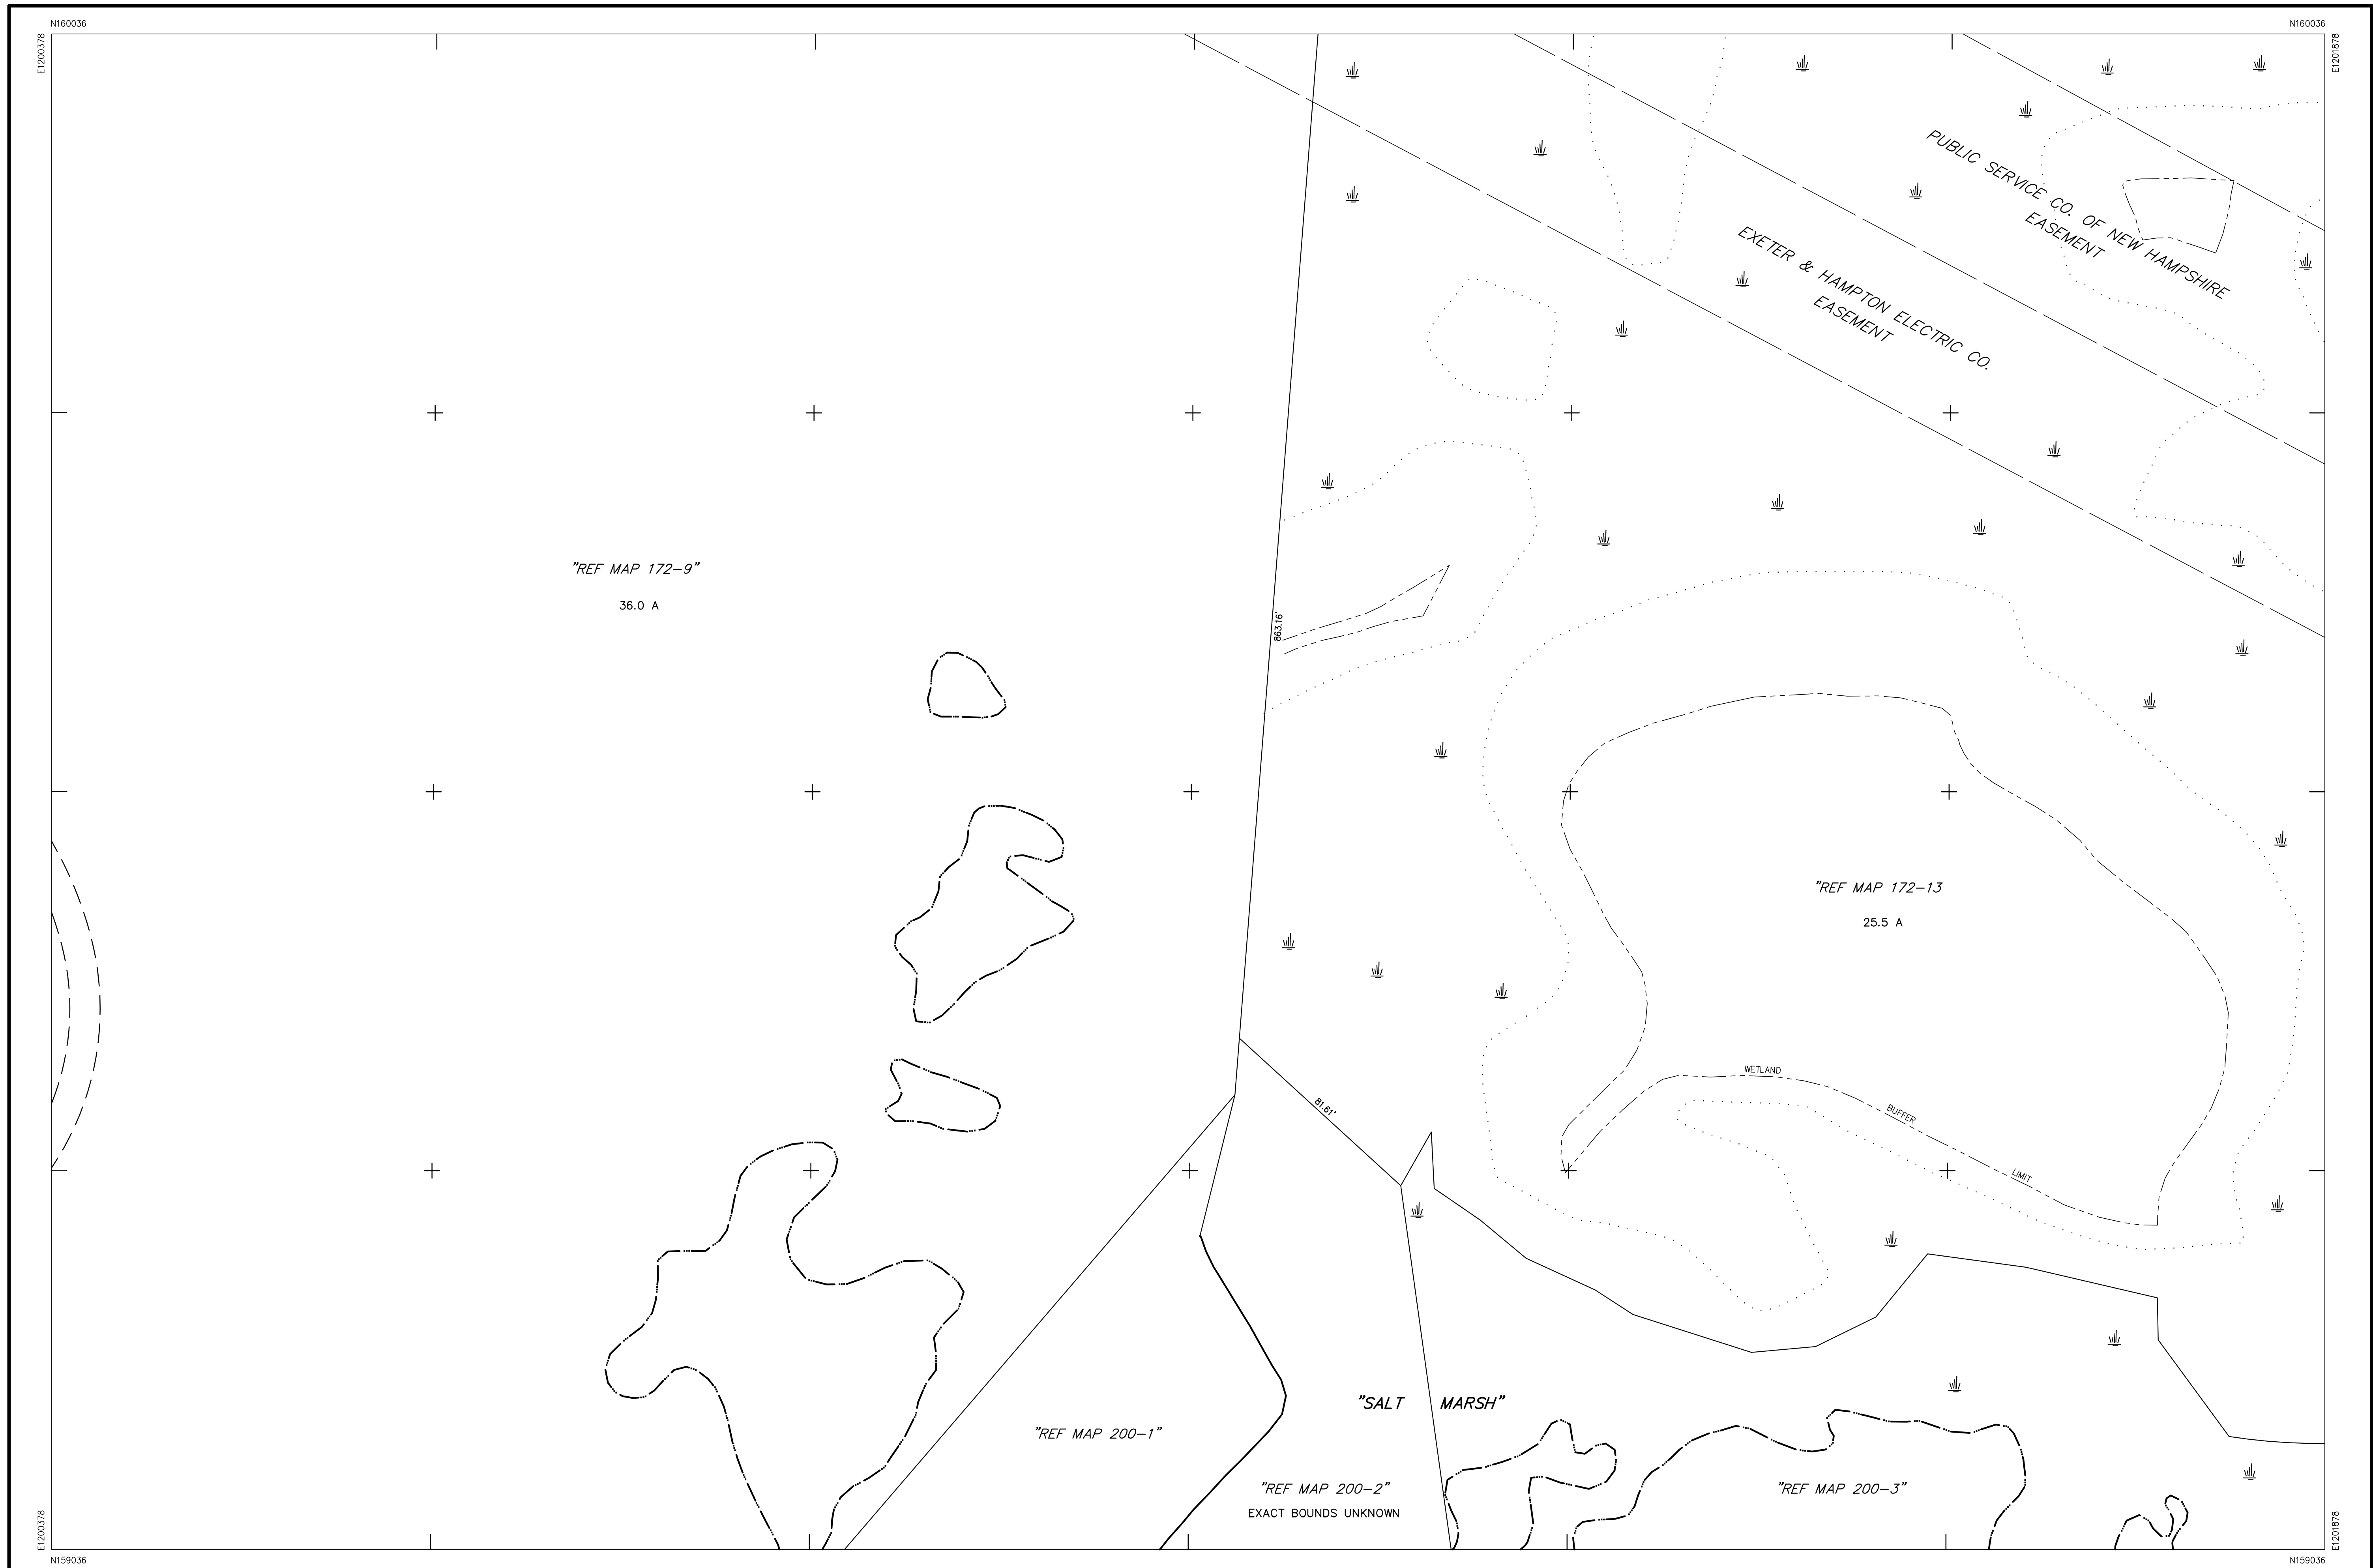 N160036
N160036
E1200378
E1201878
PUBLIC SERVICE CO. OF NEW HAMPSHIRE
EASEMENT
EXETER & HAMPTON ELECTRIC CO.
EASEMENT
"REF MAP 172-9"
36.0 A
863.16'
"REF MAP 172-13
25.5 A
WETLAND
BUFFER
LIMIT
81.61'
"SALT MARSH"
"REF MAP 200-1"
"REF MAP 200-2"
EXACT BOUNDS UNKNOWN
"REF MAP 200-3"
E1200378
E1201878
N159036
N159036